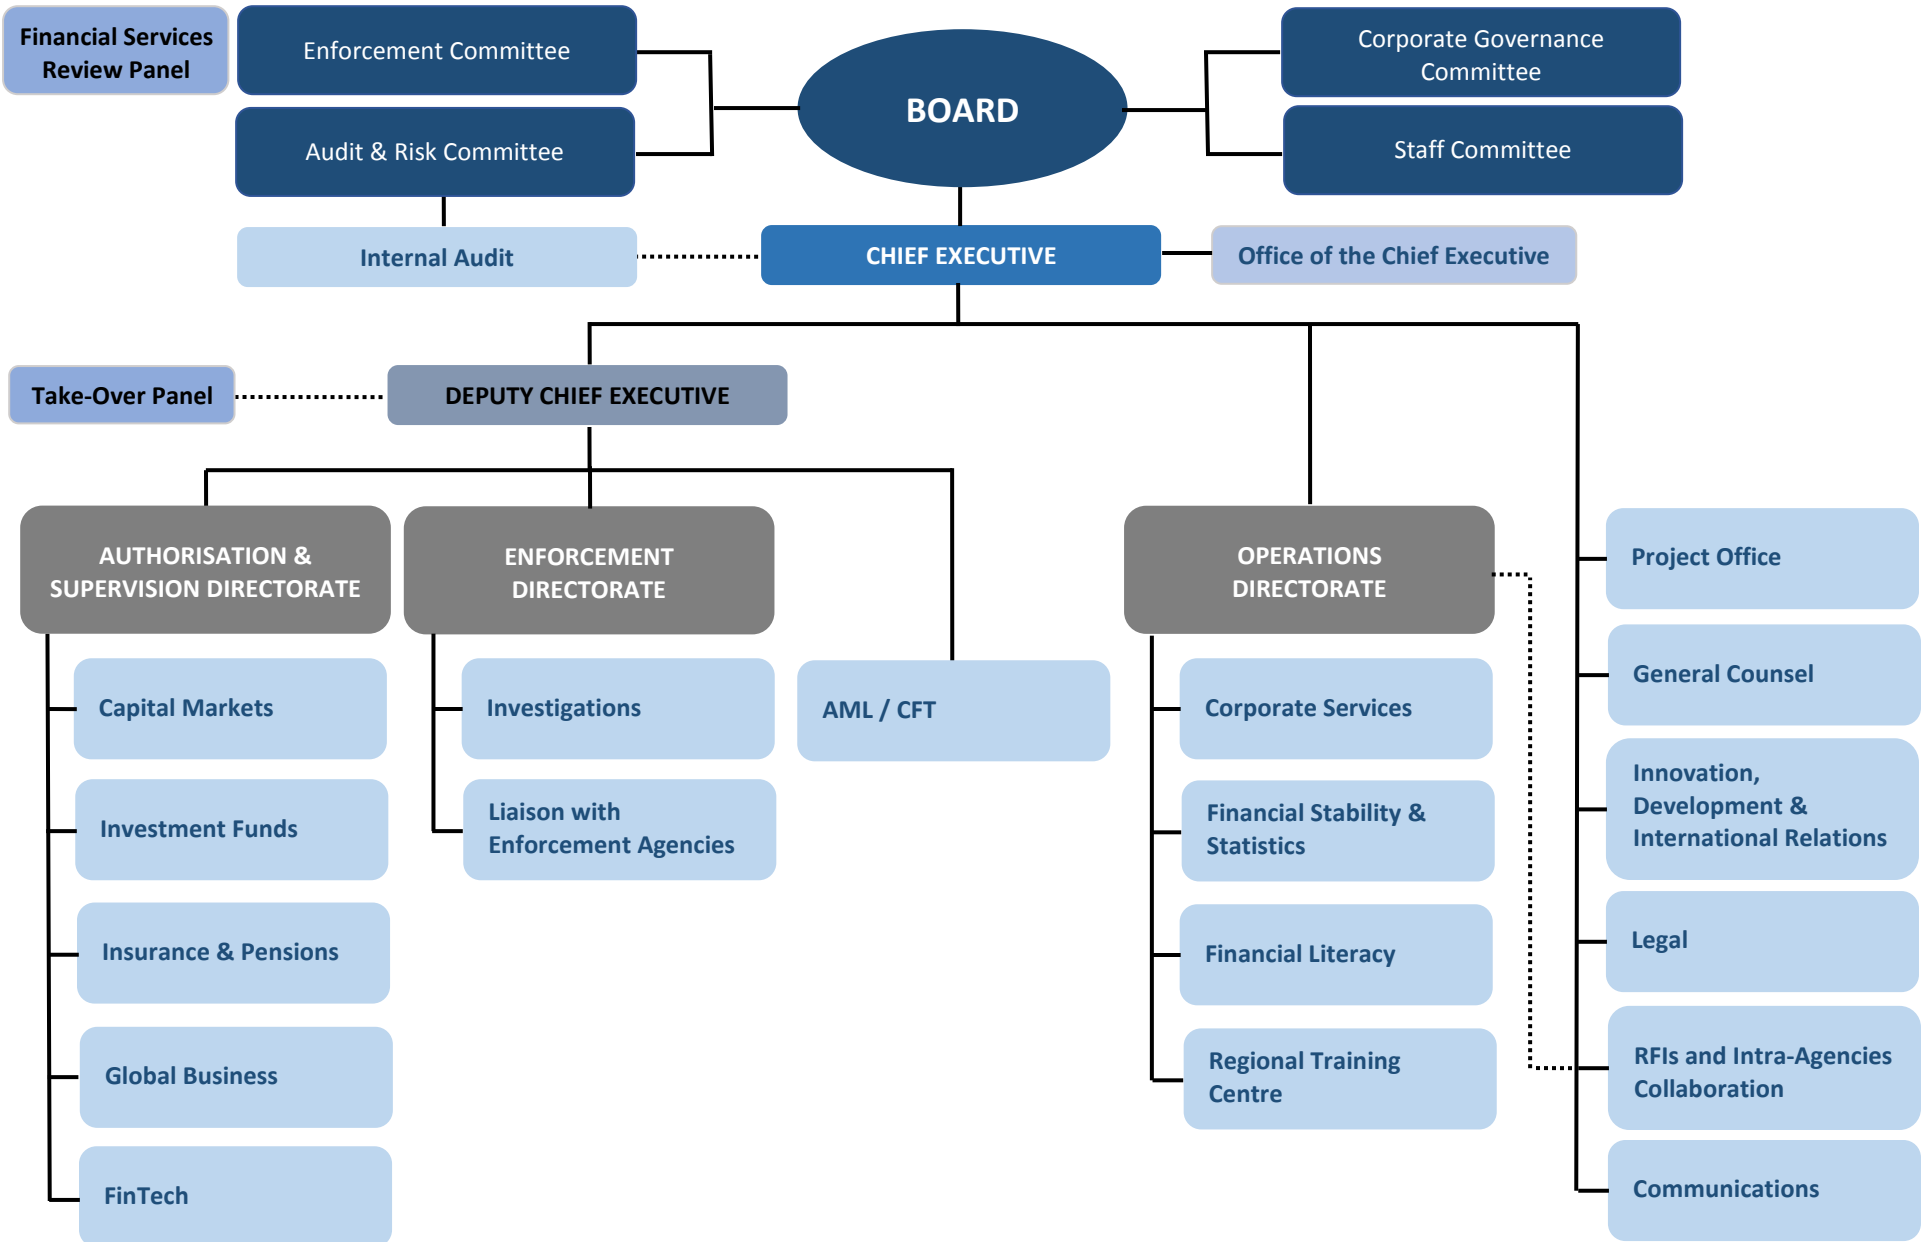 Financial Services
Review Panel
Enforcement Committee
BOARD
Corporate Governance
Committee
Audit & Risk Committee
Staff Committee
Internal Audit
CHIEF EXECUTIVE
Office of the Chief Executive
Take-Over Panel
DEPUTY CHIEF EXECUTIVE
AUTHORISATION &
SUPERVISION DIRECTORATE
ENFORCEMENT
DIRECTORATE
OPERATIONS
DIRECTORATE
Capital Markets
Investment Funds
Insurance & Pensions
Global Business
FinTech
Investigations
Liaison with
Enforcement Agencies
AML / CFT
Corporate Services
Financial Stability &
Statistics
Financial Literacy
Regional Training
Centre
Project Office
General Counsel
Innovation,
Development &
International Relations
Legal
RFIs and Intra-Agencies
Collaboration
Communications